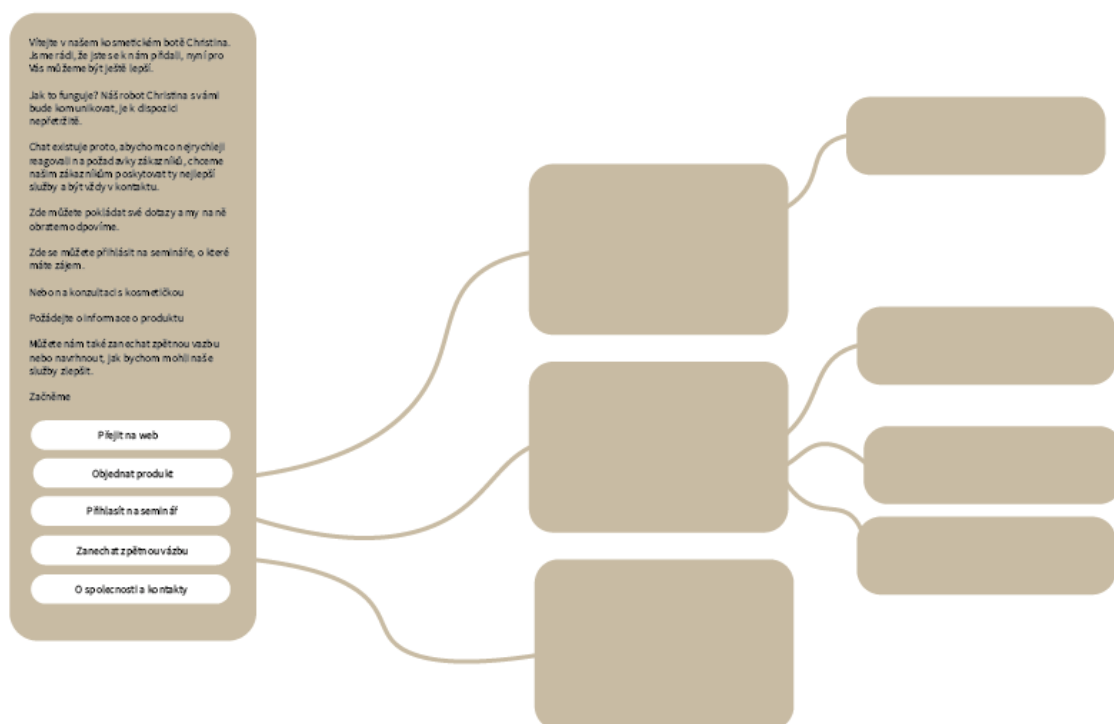 Vítejte v našem kosmetickém botě Christina.
Jsme rádi, že jste se k nám přidali, nyní pro
Vás můžeme být ještě lepší.
Jak to funguje? Náš robot Christina s vámi
bude komunikovat, je k dispozici
nepřetržitě.
Chat existuje proto, abychom co nejrychleji
reagovali na požadavky zákazníků, chceme
našim zákazníkům poskytovat ty nejlepší
služby a být vždy v kontaktu.
Zde můžete pokládat své dotazy a my na ně
obratem odpovíme.
Zde se můžete přihlásit na semináře, o které
máte zájem.
Nebo na konzultaci s kosmetičkou
Požádejte o informace o produktu
Můžete nám také zanechat zpětnou vazbu
nebo navrhnout, jak bychom mohli naše
služby zlepšit.
Začněme
Přejít na web
Objednat produkt
Přihlasít na seminář
Zanechat zpětnou vázbu
O spolecnosti a kontakty